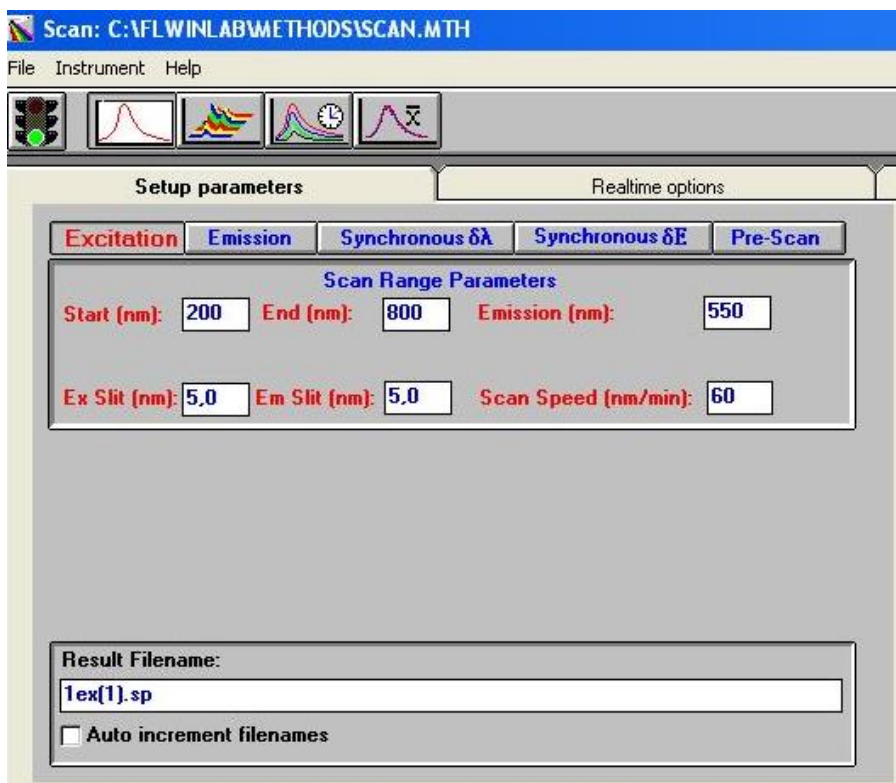 Scan: C:\FLWINLAB\METHODS\SCAN.MTH
File Instrument Help
x̄
Setup parameters Realtime options
Excitation Emission Synchronous δλ Synchronous δE Pre-Scan
Scan Range Parameters
Start (nm): 200 End (nm): 800 Emission (nm): 550
Ex Slit (nm): 5,0 Em Slit (nm): 5,0 Scan Speed (nm/min): 60
Result Filename:
1ex(1).sp
Auto increment filenames